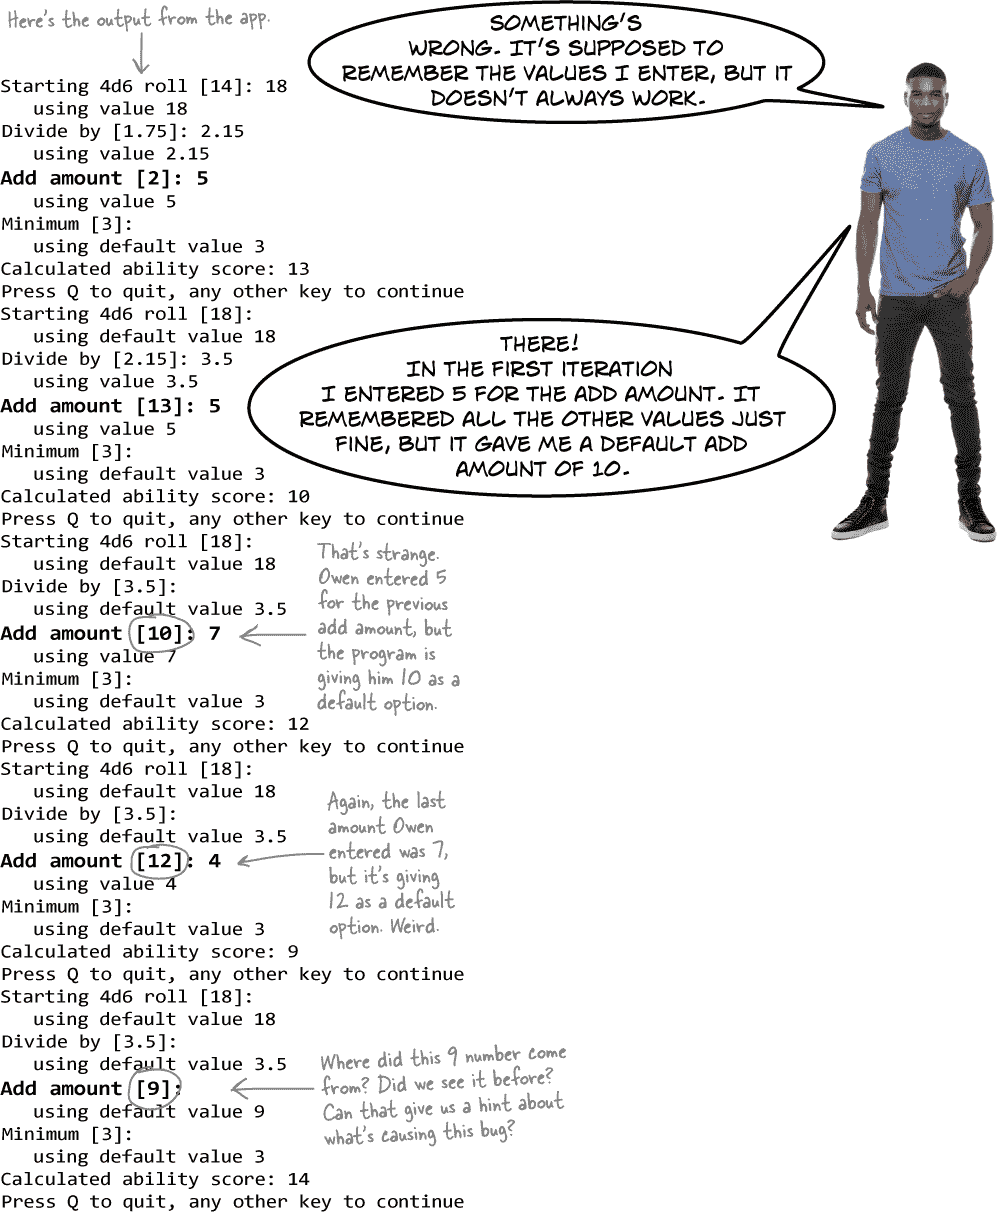 Here's the output from the app.
SOMETHING'S
WRONG. IT'S SUPPOSED TO
REMEMBER THE VALUES I ENTER, BUT IT
DOESN'T ALWAYS WORK.
Starting 4d6 roll [14]: 18
using value 18
Divide by [1.75]: 2.15
using value 2.15
Add amount [2]: 5
using value 5
Minimum [3]:
using default value 3
Calculated ability score: 13
Press Q to quit, any other key to continue
Starting 4d6 roll [18]:
using default value 18
Divide by [2.15]: 3.5
using value 3.5
Add amount [13]: 5
using value 5
Minimum [3]:
using default value 3
Calculated ability score: 10
Press Q to quit, any other key to continue
THERE!
IN THE FIRST ITERATION
I ENTERED 5 FOR THE ADD AMOUNT. IT
REMEMBERED ALL THE OTHER VALUES JUST
FINE, BUT IT GAVE ME A DEFAULT ADD
AMOUNT OF 10.
Starting 4d6 roll [18]:
using default value 18
Divide by [3.5]:
using default value 3.5
Add amount [10]: 7
using value 7
Minimum [3]:
using default value 3
Calculated ability score: 12
Press Q to quit, any other key to continue
That's strange.
Owen entered 5
for the previous
add amount, but
the program is
giving him 10 as a
default option.
Starting 4d6 roll [18]:
using default value 18
Divide by [3.5]:
using default value 3.5
Add amount [12]: 4
using value 4
Minimum [3]:
using default value 3
Calculated ability score: 9
Press Q to quit, any other key to continue
Again, the last
amount Owen
entered was 7,
but it's giving
12 as a default
option. Weird.
Starting 4d6 roll [18]:
using default value 18
Divide by [3.5]:
using default value 3.5
Add amount [9]:
using default value 9
Minimum [3]:
using default value 3
Calculated ability score: 14
Press Q to quit, any other key to continue
Where did this 9 number come
from? Did we see it before?
Can that give us a hint about
what's causing this bug?